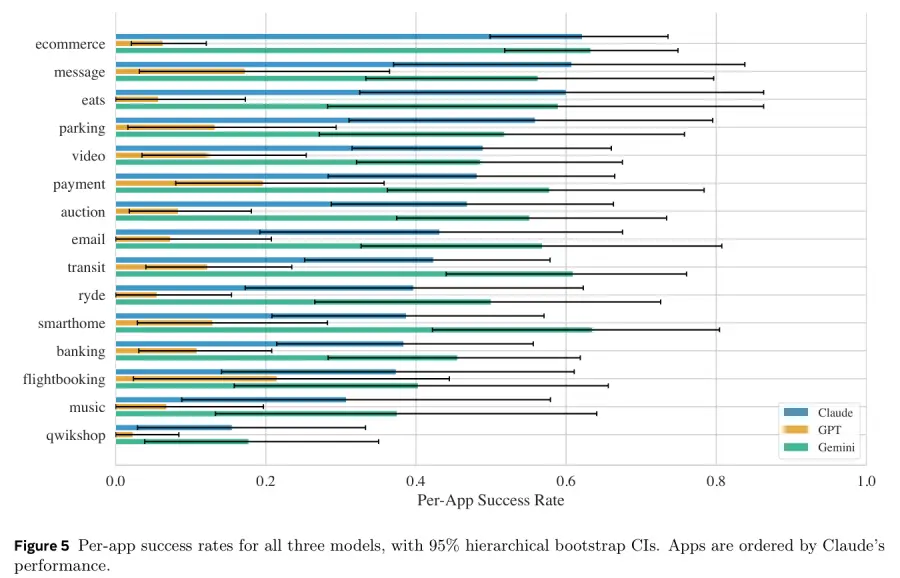 ecommerce
message
eats
parking
video
payment
auction
email
transit
ryde
smarthome
banking
flightbooking
music
qwikshop
Claude
GPT
Gemini
0.0 0.2 0.4 0.6 0.8 1.0
Per-App Success Rate
Figure 5 Per-app success rates for all three models, with 95% hierarchical bootstrap CIs. Apps are ordered by Claude's
performance.